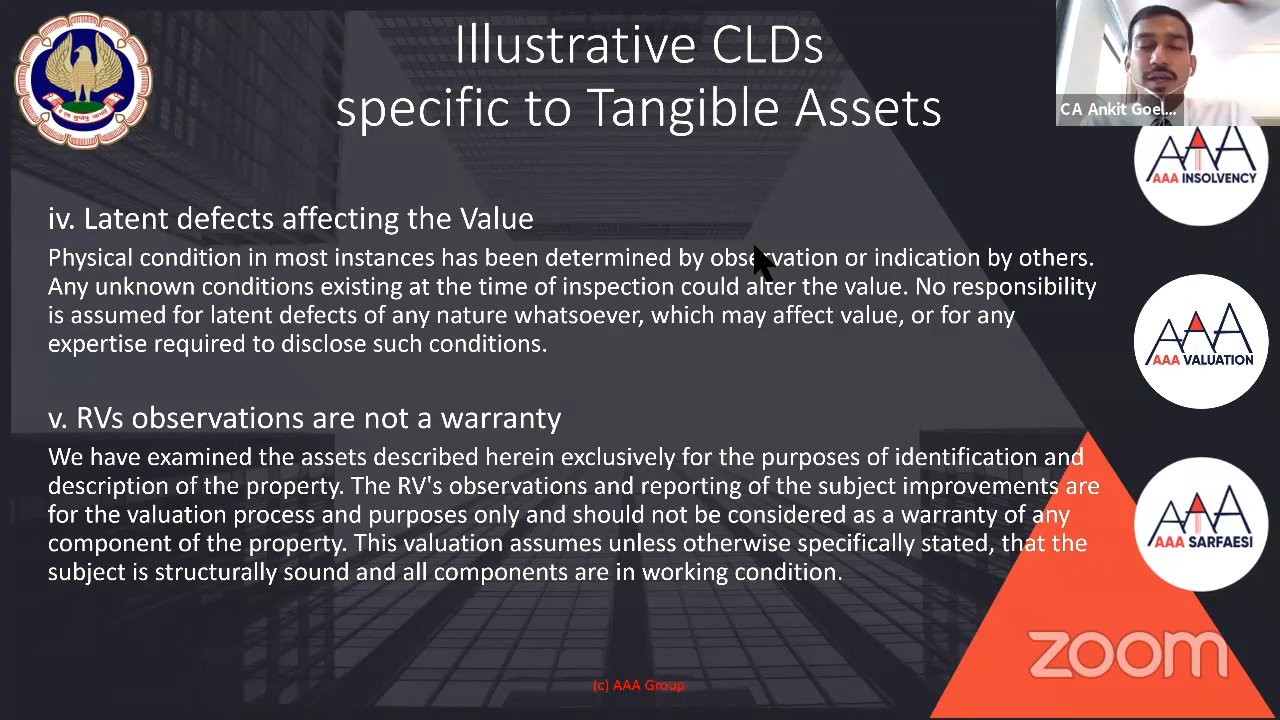 Illustrative CLDs
specific to Tangible Assets
CA Ankit Goel...
AAA
AAA INSOLVENCY
iv. Latent defects affecting the Value
Physical condition in most instances has been determined by observation or indication by others.
Any unknown conditions existing at the time of inspection could alter the value. No responsibility
is assumed for latent defects of any nature whatsoever, which may affect value, or for any
expertise required to disclose such conditions.
AAA
AAA VALUATION
v. RVs observations are not a warranty
We have examined the assets described herein exclusively for the purposes of identification and
description of the property. The RV's observations and reporting of the subject improvements are
for the valuation process and purposes only and should not be considered as a warranty of any
component of the property. This valuation assumes unless otherwise specifically stated, that the
subject is structurally sound and all components are in working condition.
AAA
AAA SARFAESI
zoom
(c) AAA Group